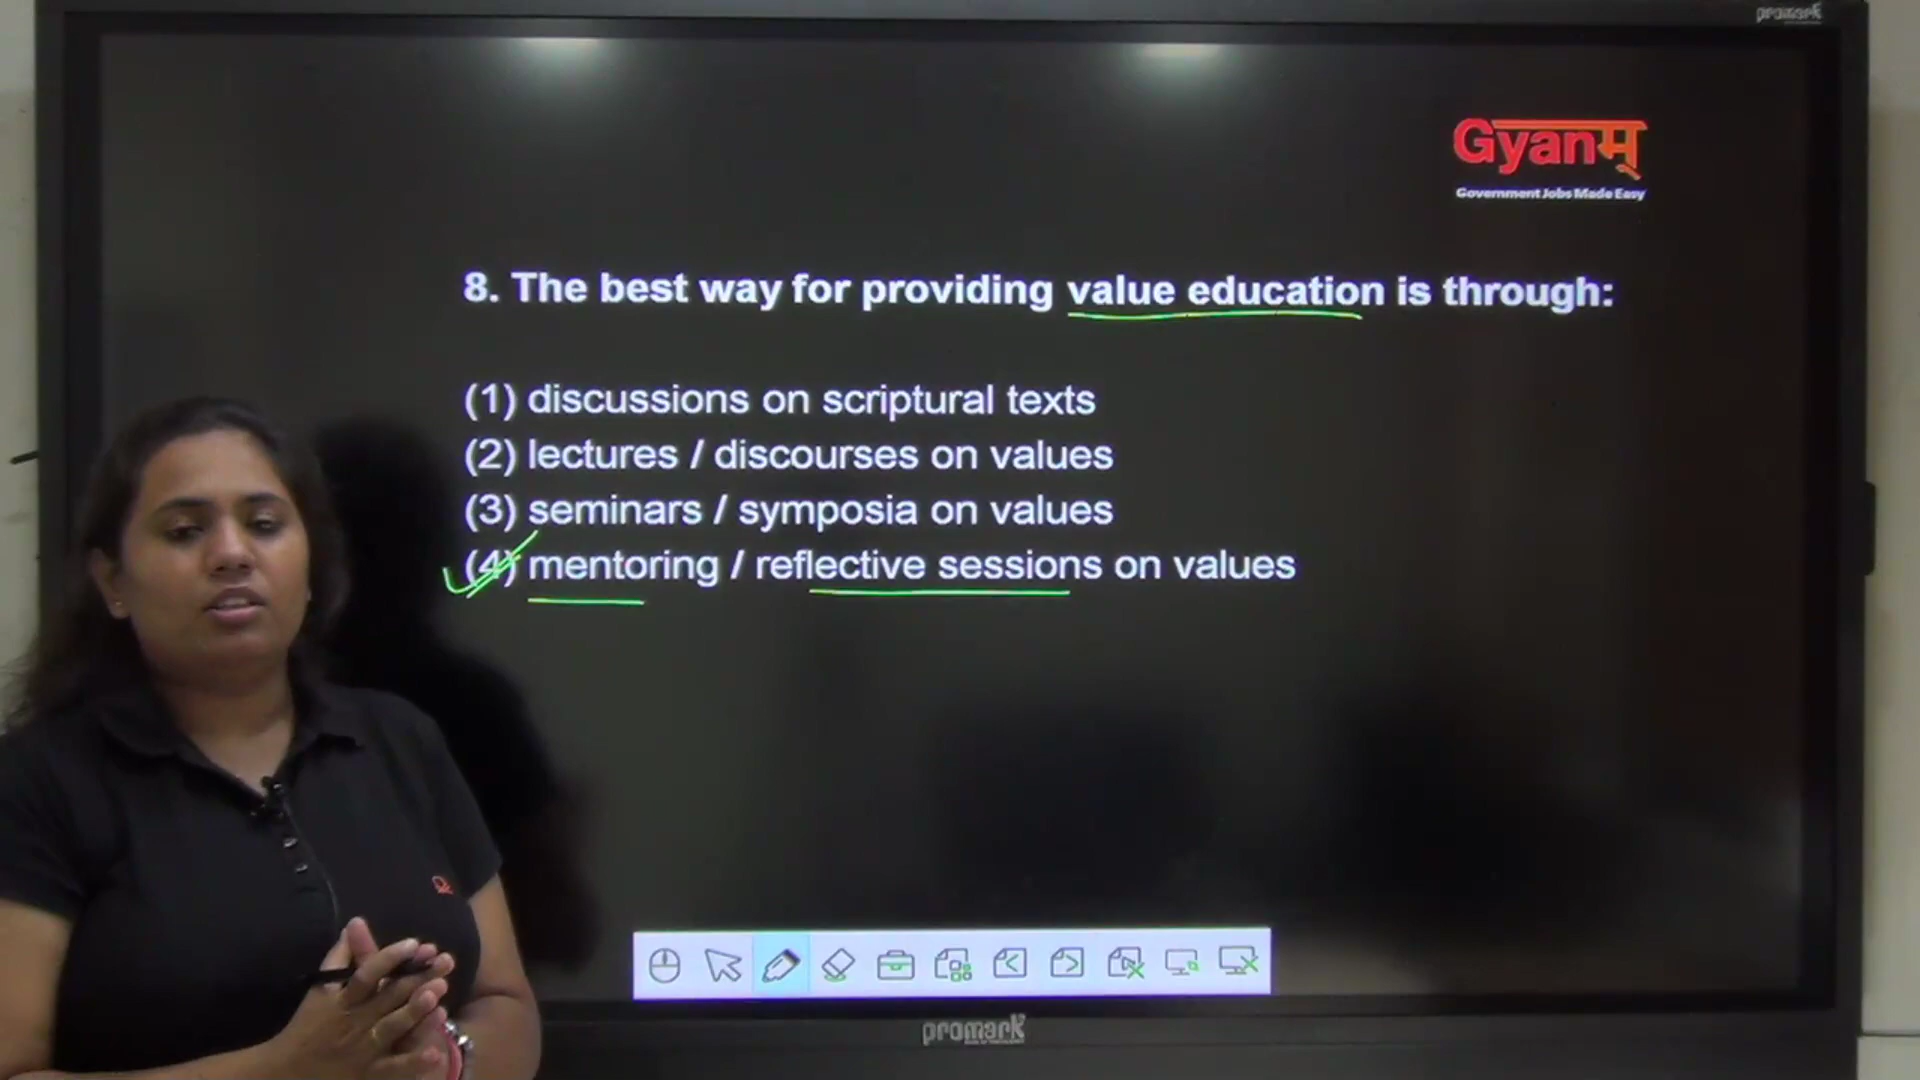 promark
Gyanम्
Government Jobs Made Easy
8. The best way for providing value education is through:
(1) discussions on scriptural texts
(2) lectures / discourses on values
(3) seminars / symposia on values
(4) mentoring / reflective sessions on values
promark